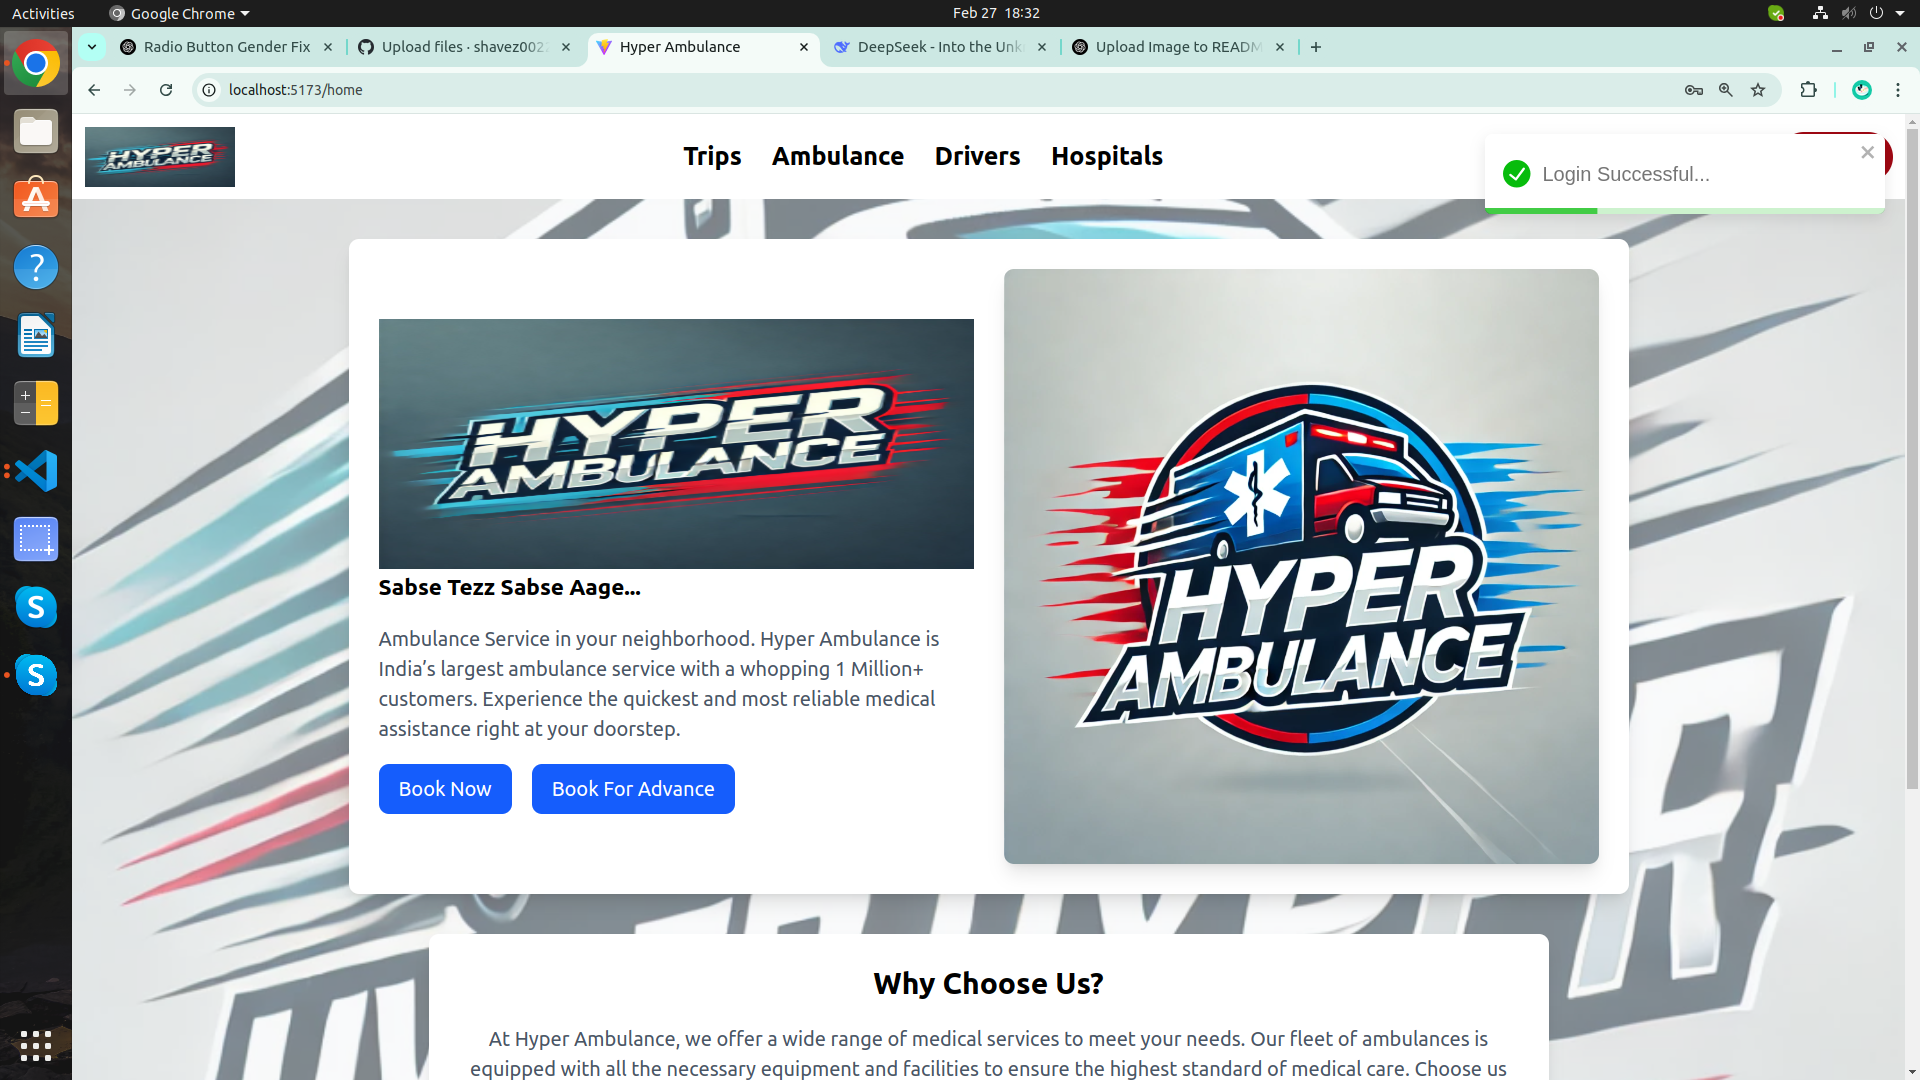 Activities
Google Chrome
Feb 27 18:32
Radio Button Gender Fix
Upload files · shavez002
Hyper Ambulance
DeepSeek - Into the Unk
Upload Image to READM
localhost:5173/home
HYPER
AMBULANCE
Trips
Ambulance
Drivers
Hospitals
Login Successful...
HYPER
AMBULANCE
Sabse Tezz Sabse Aage...
Ambulance Service in your neighborhood. Hyper Ambulance is
India’s largest ambulance service with a whopping 1 Million+
customers. Experience the quickest and most reliable medical
assistance right at your doorstep.
Book Now
Book For Advance
HYPER
AMBULANCE
Why Choose Us?
At Hyper Ambulance, we offer a wide range of medical services to meet your needs. Our fleet of ambulances is
equipped with all the necessary equipment and facilities to ensure the highest standard of medical care. Choose us